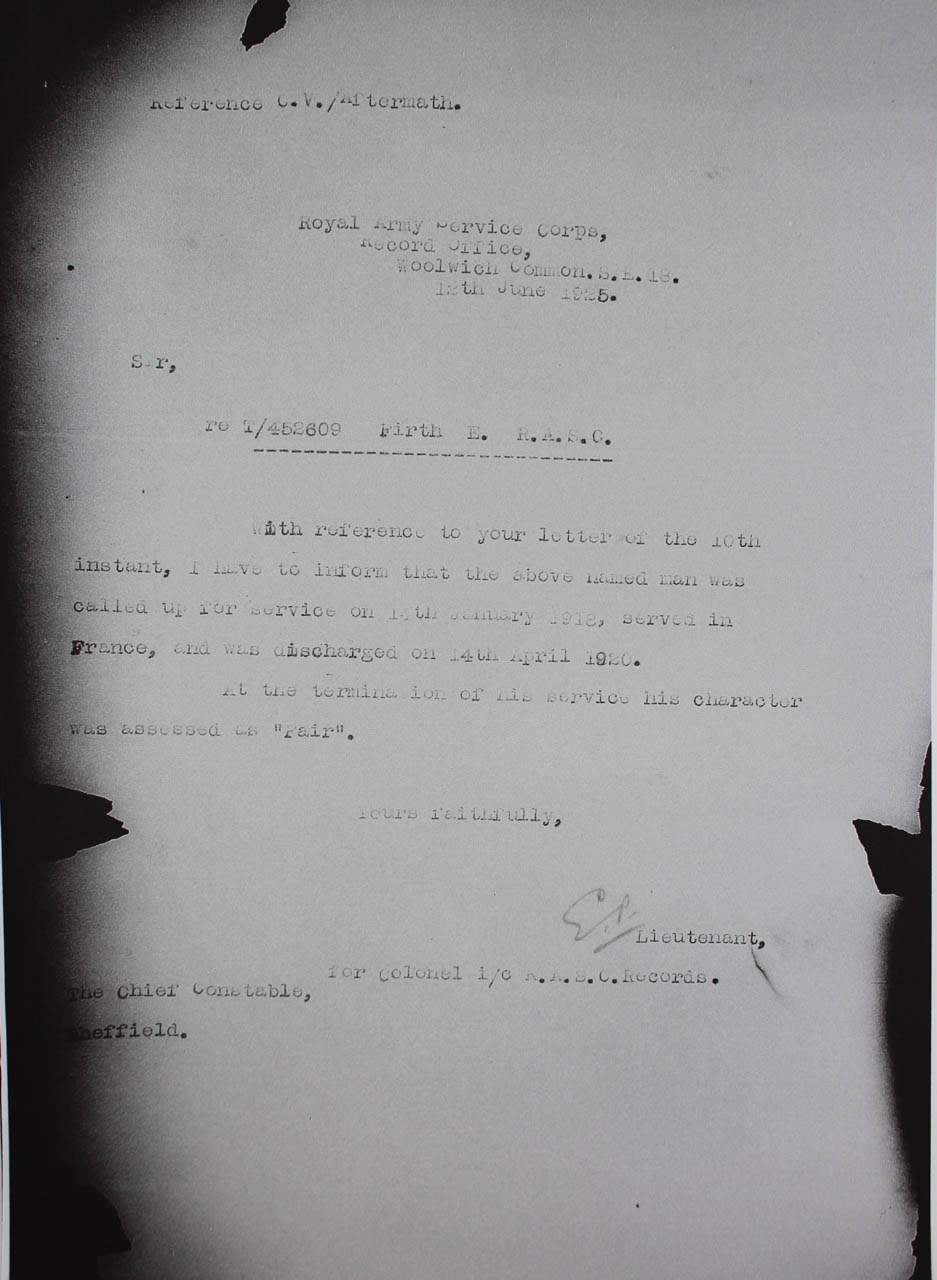 Reference C.V./Aftermath.
Royal Army Service Corps,
Record Office,
Woolwich Common.S.E.18.
12th June 1925.
Sir,
re T/452609 Firth E. R.A.S.C.
With reference to your letter of the 10th
instant, I have to inform that the above named man was
called up for service on 14th January 1918, served in
France, and was discharged on 14th April 1920.
At the termination of his service his character
was assessed as "Fair".
Yours faithfully,
Lieutenant,
for Colonel i/c R.A.S.C.Records.
The Chief Constable,
Sheffield.